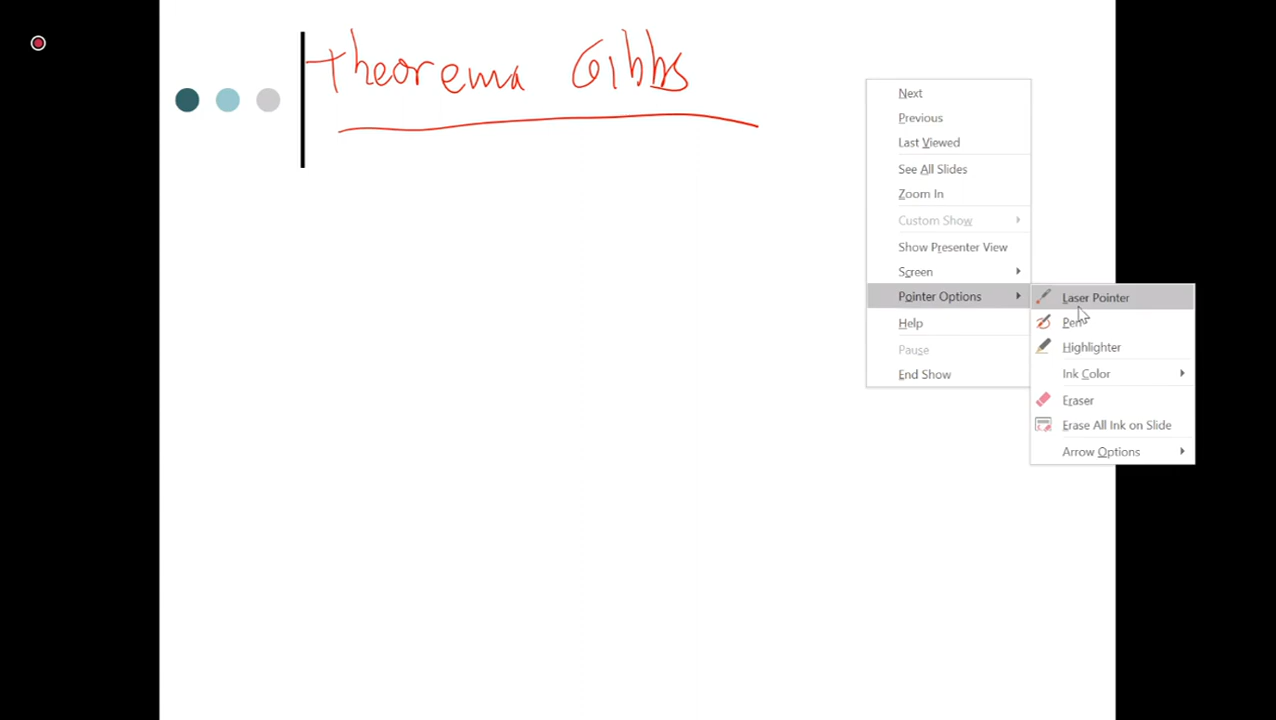 Theorema Gibbs
Next
Previous
Last Viewed
See All Slides
Zoom In
Custom Show
Show Presenter View
Screen
Pointer Options
Help
Pause
End Show
Laser Pointer
Pen
Highlighter
Ink Color
Eraser
Erase All Ink on Slide
Arrow Options